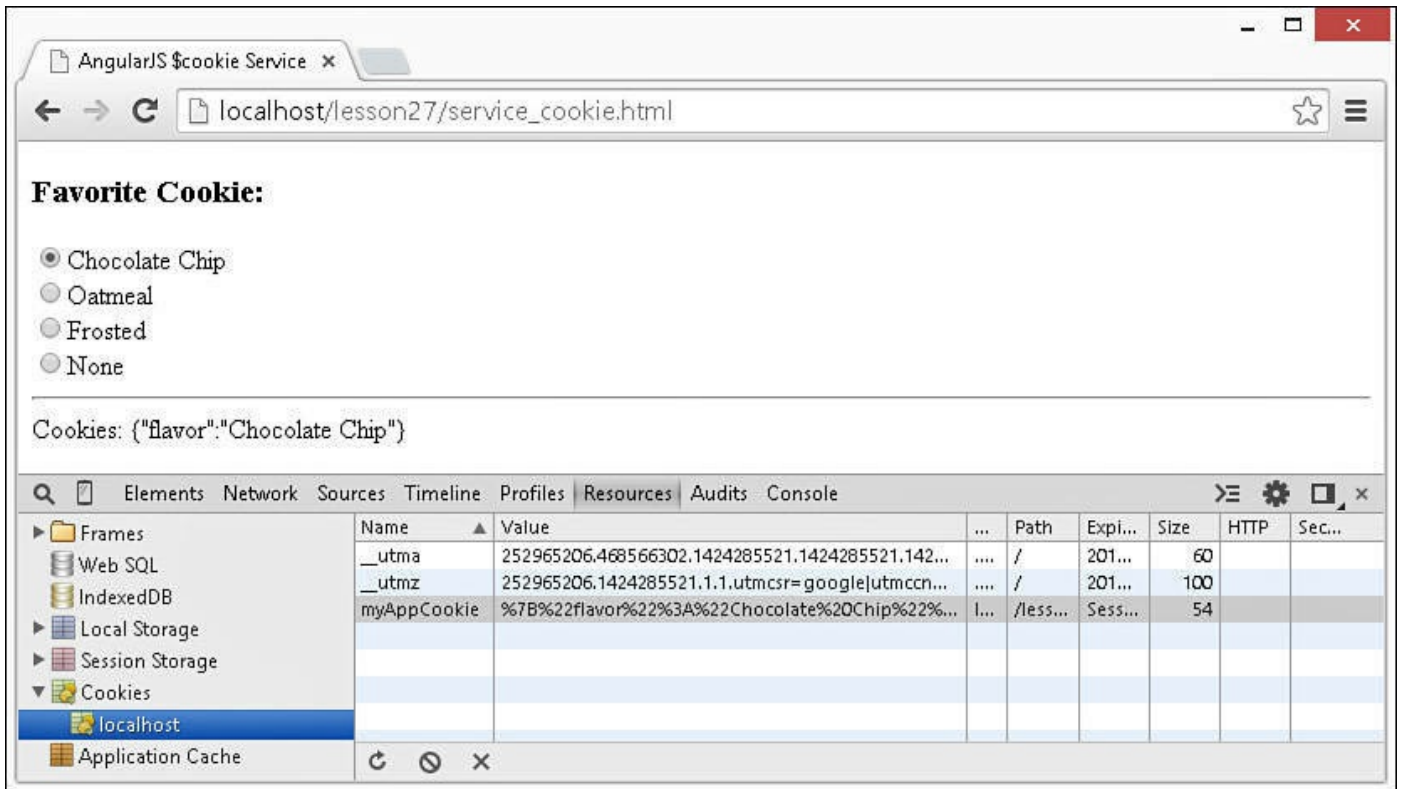 AngularJS $cookie Service
localhost/lesson27/service_cookie.html
Favorite Cookie:
Chocolate Chip
Oatmeal
Frosted
None
Cookies: {"flavor":"Chocolate Chip"}
Elements Network Sources Timeline Profiles Resources Audits Console
Frames
Web SQL
IndexedDB
Local Storage
Session Storage
Cookies
localhost
Application Cache
Name Value ... Path Expi... Size HTTP Sec...
__utma 252965206.468566302.1424285521.1424285521.142... .... / 201... 60
__utmz 252965206.1424285521.1.1.utmcsr=google|utmccn... .... / 201... 100
myAppCookie %7B%22flavor%22%3A%22Chocolate%20Chip%22%... l... /less... Sess... 54